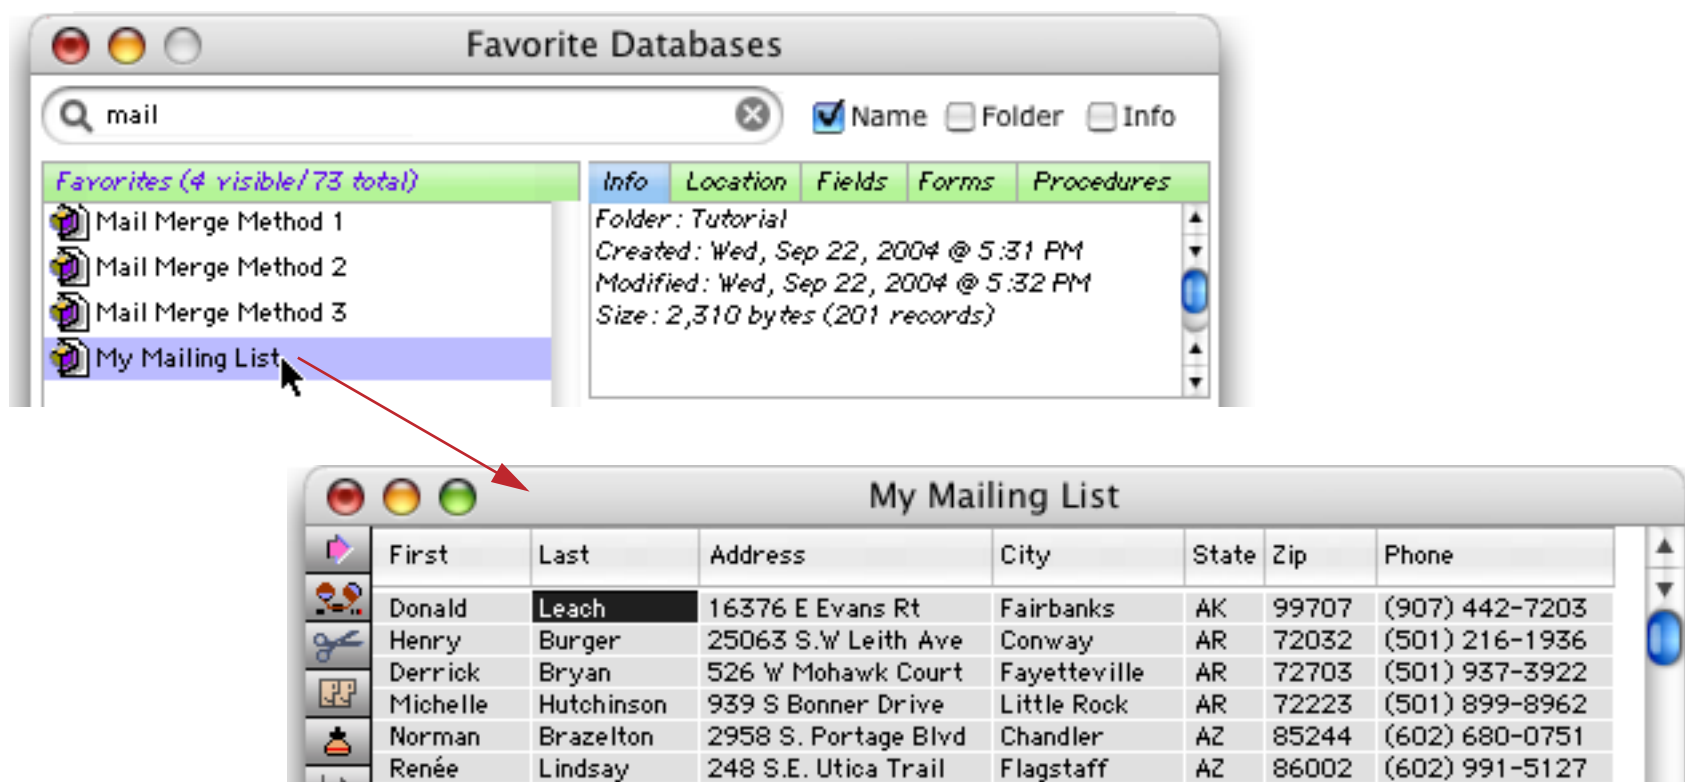 Favorite Databases
mail
Name Folder Info
Favorites (4 visible/73 total)
Mail Merge Method 1
Mail Merge Method 2
Mail Merge Method 3
My Mailing List
Info Location Fields Forms Procedures
Folder: Tutorial
Created: Wed, Sep 22, 2004 @ 5:31 PM
Modified: Wed, Sep 22, 2004 @ 5:32 PM
Size: 2,310 bytes (201 records)
My Mailing List
First Last Address City State Zip Phone
Donald Leach 16376 E Evans Rt Fairbanks AK 99707 (907) 442-7203
Henry Burger 25063 S.W Leith Ave Conway AR 72032 (501) 216-1936
Derrick Bryan 526 W Mohawk Court Fayetteville AR 72703 (501) 937-3922
Michelle Hutchinson 939 S Bonner Drive Little Rock AR 72223 (501) 899-8962
Norman Brazelton 2958 S. Portage Blvd Chandler AZ 85244 (602) 680-0751
Renée Lindsay 248 S.E. Utica Trail Flagstaff AZ 86002 (602) 991-5127